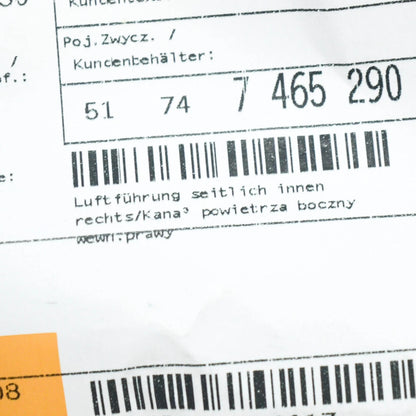 Poj.Zwycz. /
Kundenbehälter:
51 74 7 465 290
Luftführung seitlich innen
rechts/Kana³ powietrza boczny
wewn.prawy